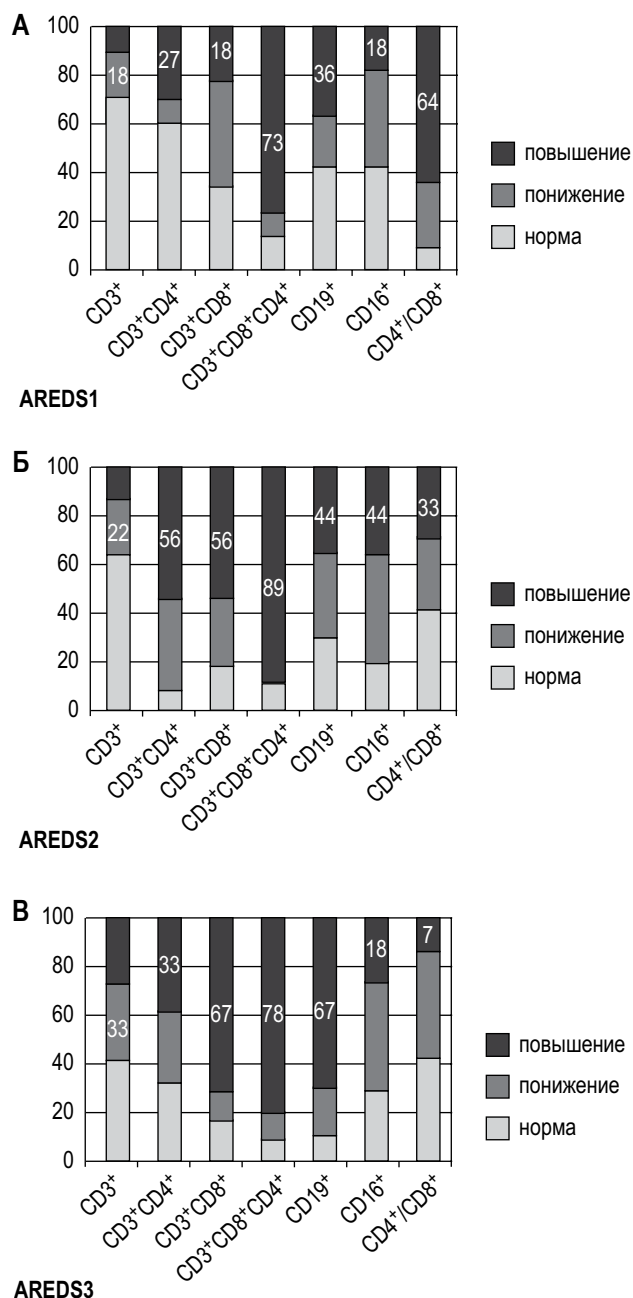 А
100
80
60
40
20
0
18 27 18 73 36 18 64
повышение
понижение
норма
CD3⁺ CD3⁺CD4⁺ CD3⁺CD8⁺ CD3⁺CD8⁺CD4⁺ CD19⁺ CD16⁺ CD4⁺/CD8⁺
AREDS1
Б
100
80
60
40
20
0
22 56 56 89 44 44 33
повышение
понижение
норма
CD3⁺ CD3⁺CD4⁺ CD3⁺CD8⁺ CD3⁺CD8⁺CD4⁺ CD19⁺ CD16⁺ CD4⁺/CD8⁺
AREDS2
В
100
80
60
40
20
0
33 33 67 78 67 18 7
повышение
понижение
норма
CD3⁺ CD3⁺CD4⁺ CD3⁺CD8⁺ CD3⁺CD8⁺CD4⁺ CD19⁺ CD16⁺ CD4⁺/CD8⁺
AREDS3